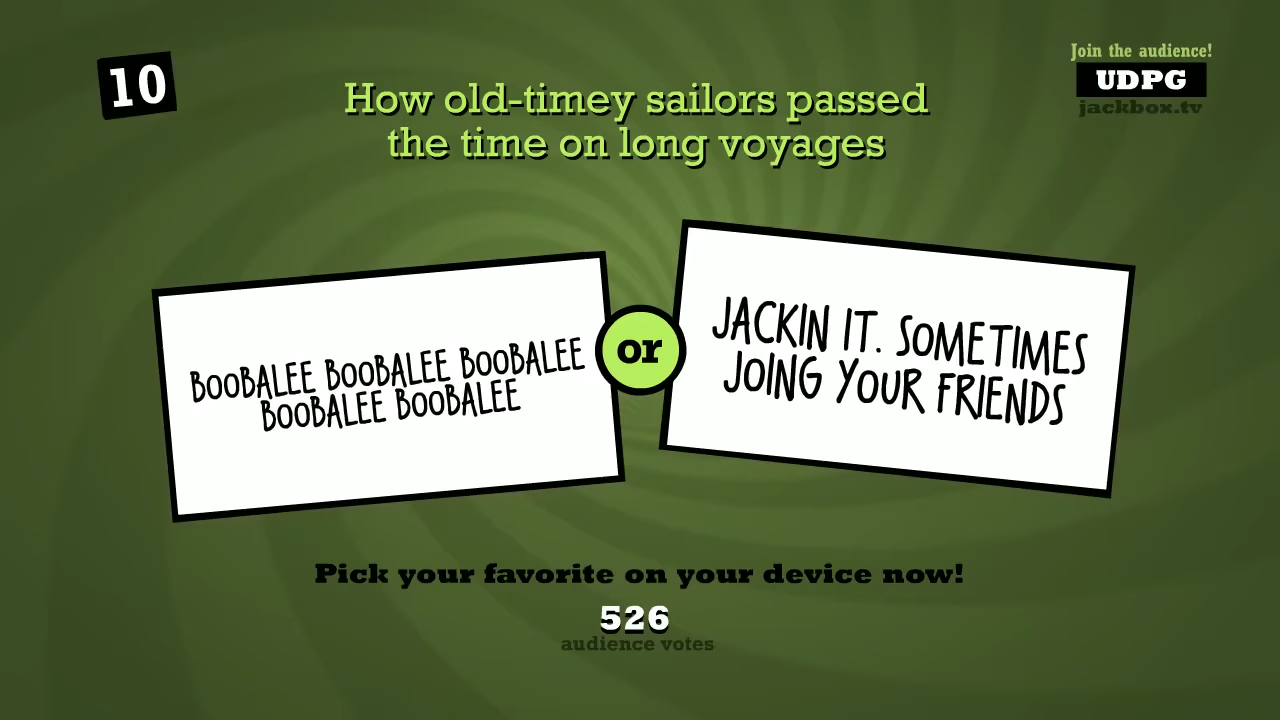 10
Join the audience!
UDPG
jackbox.tv
How old-timey sailors passed
the time on long voyages
BOOBALEE BOOBALEE BOOBALEE
BOOBALEE BOOBALEE
or
JACKIN IT. SOMETIMES
JOING YOUR FRIENDS
Pick your favorite on your device now!
526
audience votes